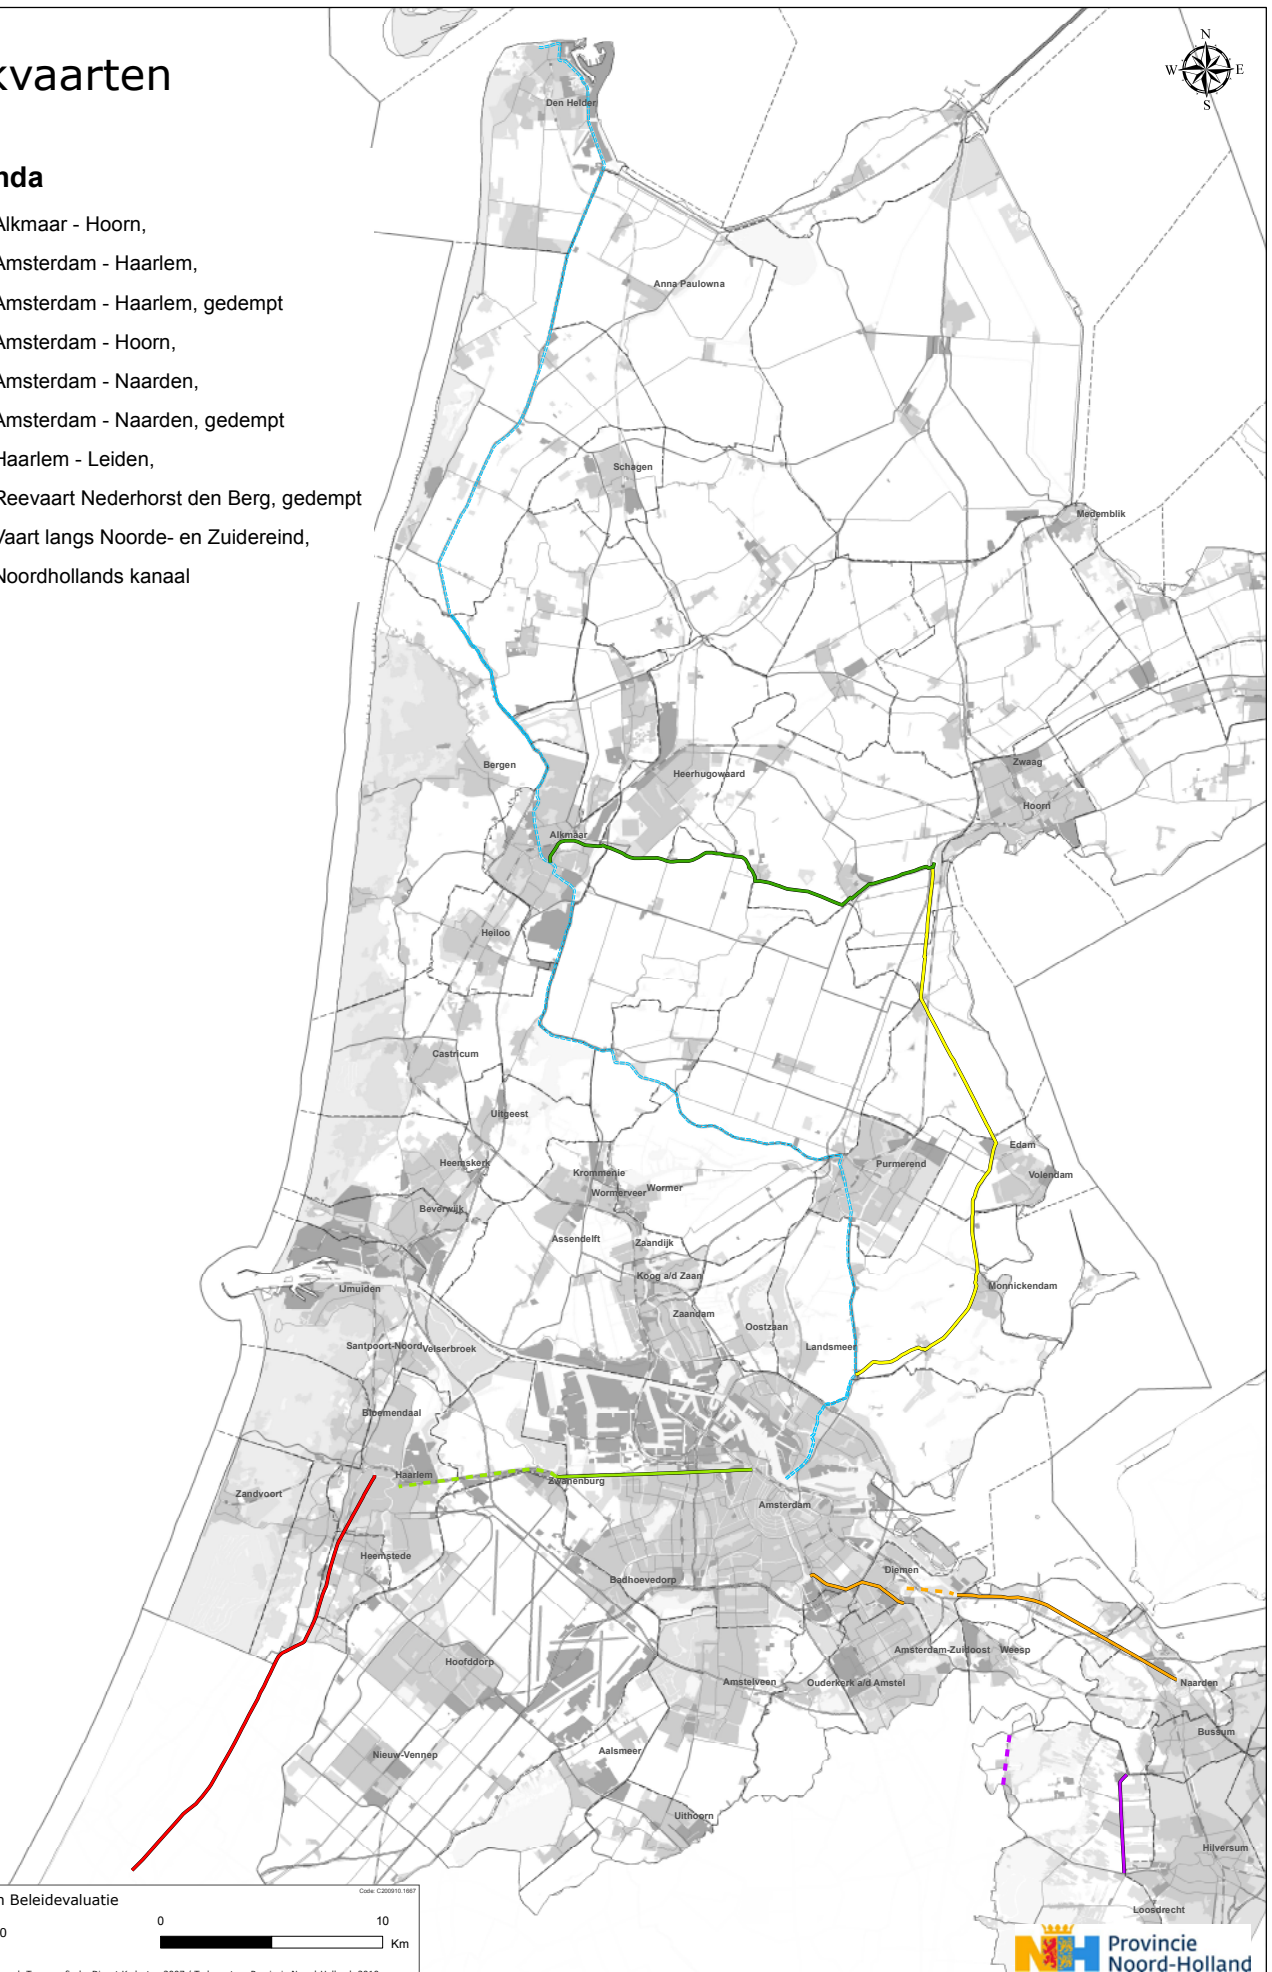 kvaarten
nda
Alkmaar - Hoorn,
Amsterdam - Haarlem,
Amsterdam - Haarlem, gedempt
Amsterdam - Hoorn,
Amsterdam - Naarden,
Amsterdam - Naarden, gedempt
Haarlem - Leiden,
Reevaart Nederhorst den Berg, gedempt
Vaart langs Noorde- en Zuidereind,
Noordhollands kanaal
N
W E
S
Den Helder
Anna Paulowna
Schagen
Medemblik
Bergen
Heerhugowaard
Zwaag
Hoorn
Alkmaar
Heiloo
Castricum
Uitgeest
Edam
Heemskerk
Purmerend
Volendam
Krommenie
Wormerveer
Wormer
Beverwijk
Assendelft
Zaandijk
Koog a/d Zaan
IJmuiden
Monnickendam
Zaandam
Oostzaan
Santpoort-Noord
Velserbroek
Landsmeer
Bloemendaal
Haarlem
Zwanenburg
Zandvoort
Amsterdam
Heemstede
Badhoevedorp
Diemen
Hoofddorp
Amsterdam-Zuidoost
Weesp
Amstelveen
Ouderkerk a/d Amstel
Naarden
Bussum
Nieuw-Vennep
Aalsmeer
Uithoorn
Hilversum
Loosdrecht
n Beleidevaluatie
Code: C200910.1667
0
0 10
Km
Provincie
Noord-Holland